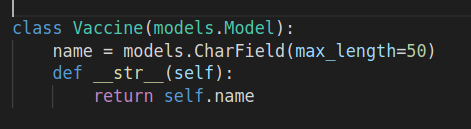 class Vaccine(models.Model):
    name = models.CharField(max_length=50)
    def __str__(self):
        return self.name